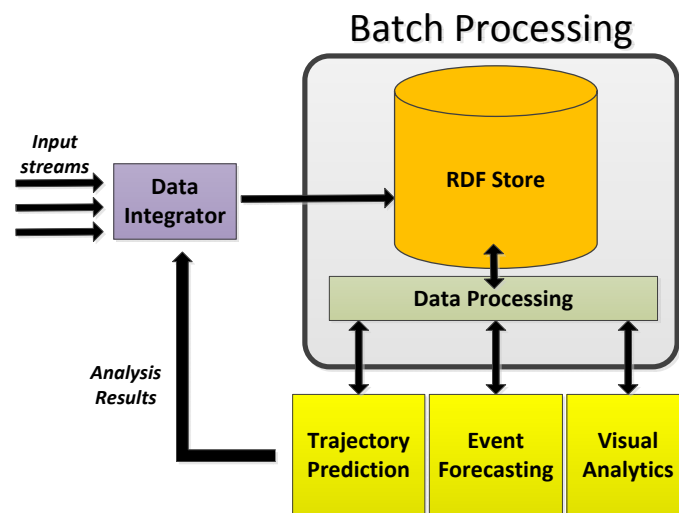 Batch Processing
Input
streams
Data
Integrator
RDF Store
Data Processing
Analysis
Results
Trajectory
Prediction
Event
Forecasting
Visual
Analytics